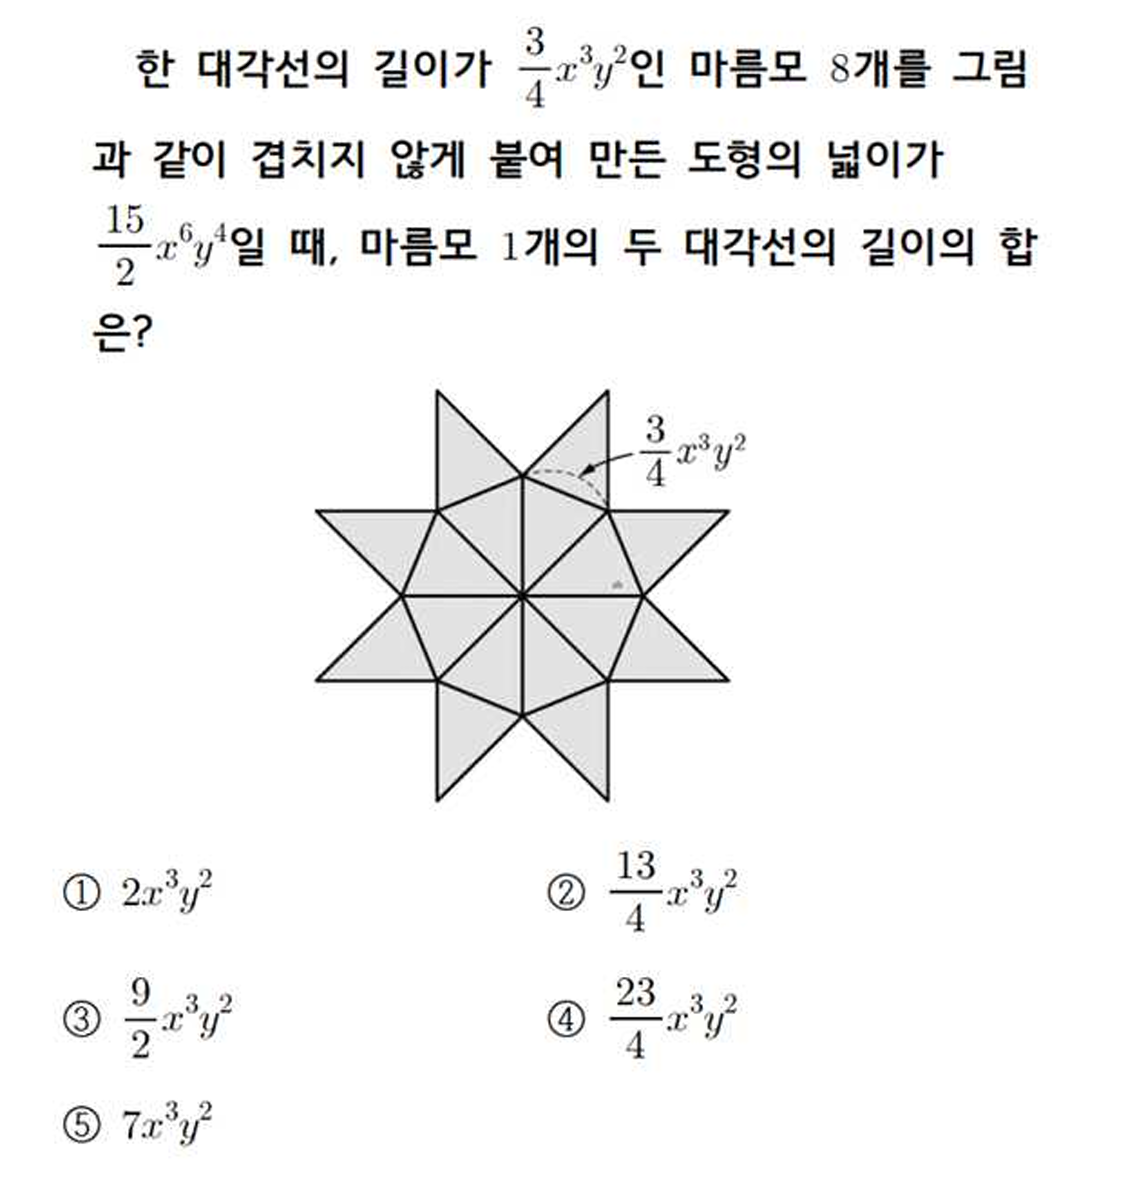 한 대각선의 길이가 $\frac{3}{4}x^3y^2$인 마름모 8개를 그림
과 같이 겹치지 않게 붙여 만든 도형의 넓이가
$\frac{15}{2}x^6y^4$일 때, 마름모 1개의 두 대각선의 길이의 합
은?
$\frac{3}{4}x^3y^2$
① $2x^3y^2$ ② $\frac{13}{4}x^3y^2$
③ $\frac{9}{2}x^3y^2$ ④ $\frac{23}{4}x^3y^2$
⑤ $7x^3y^2$